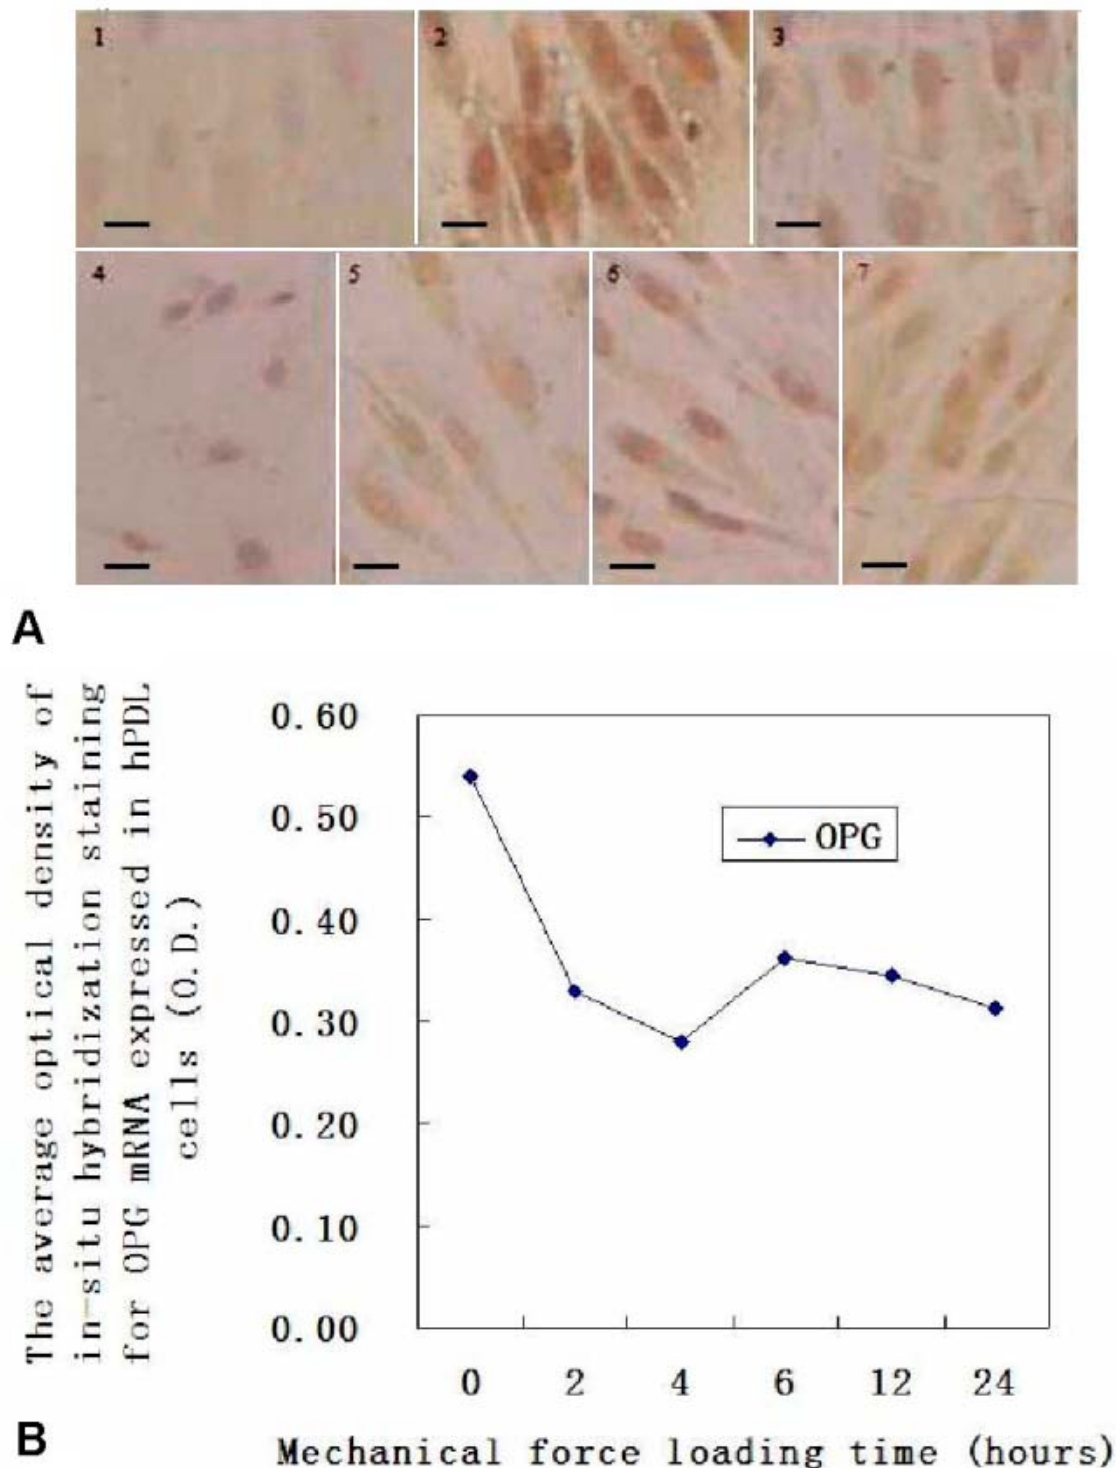 1
2
3
4
5
6
7
A
The average optical density of
in-situ hybridization staining
for OPG mRNA expressed in hPDL
cells (O.D.)
0.60
0.50
0.40
0.30
0.20
0.10
0.00
OPG
0 2 4 6 12 24
B
Mechanical force loading time (hours)